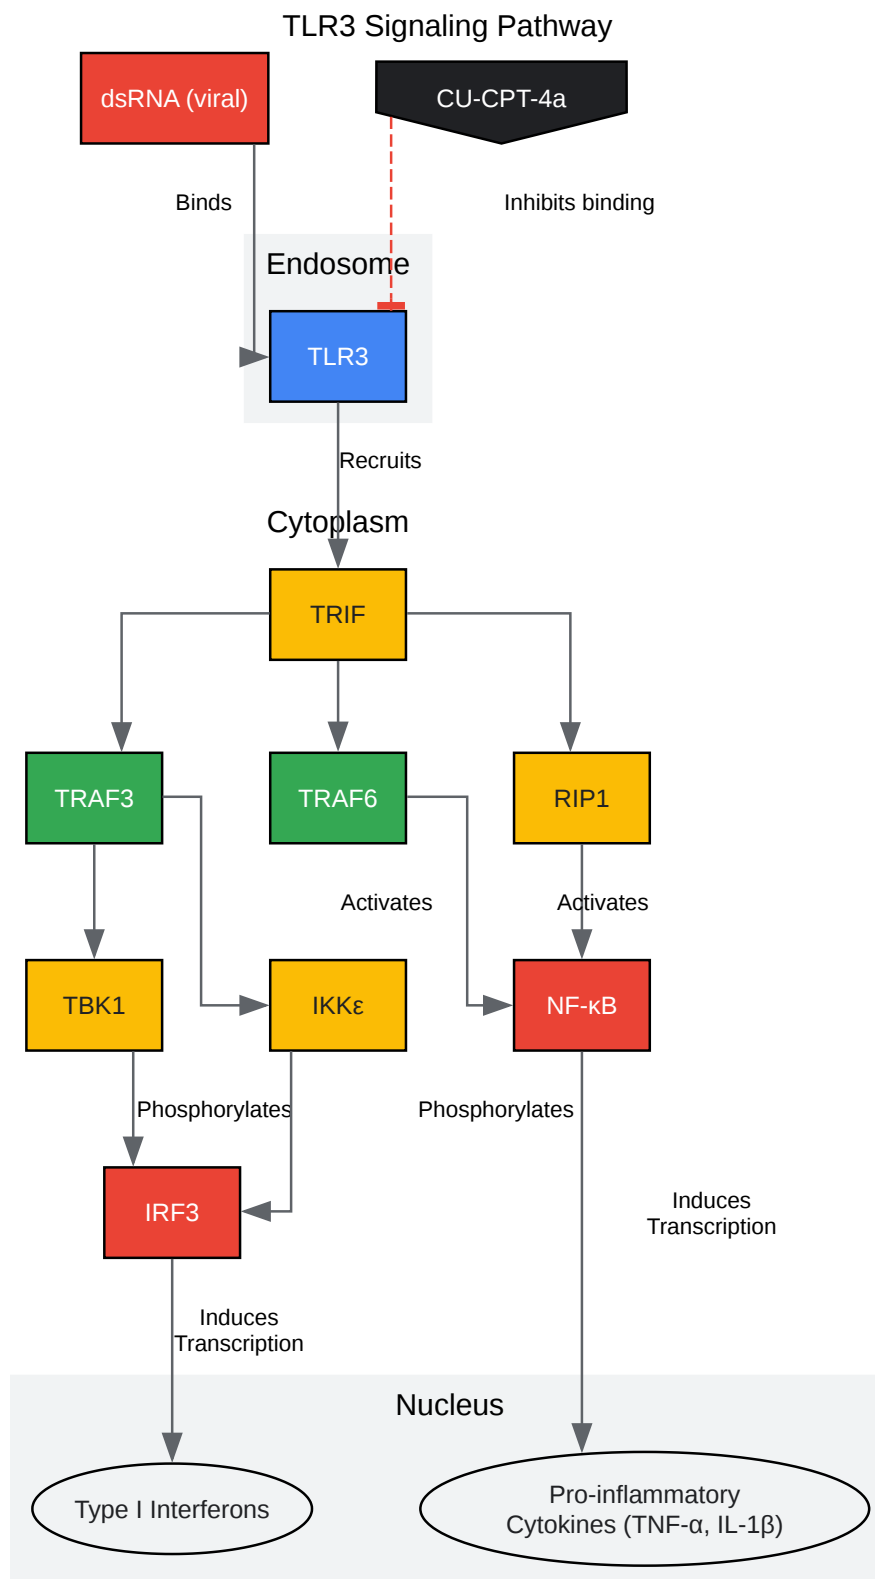 TLR3 Signaling Pathway
dsRNA (viral)
CU-CPT-4a
Binds
Inhibits binding
Endosome
TLR3
Recruits
Cytoplasm
TRIF
TRAF3
TRAF6
RIP1
Activates
Activates
TBK1
IKKε
NF-κB
Phosphorylates
Phosphorylates
IRF3
Induces
Transcription
Induces
Transcription
Nucleus
Type I Interferons
Pro-inflammatory
Cytokines (TNF-α, IL-1β)